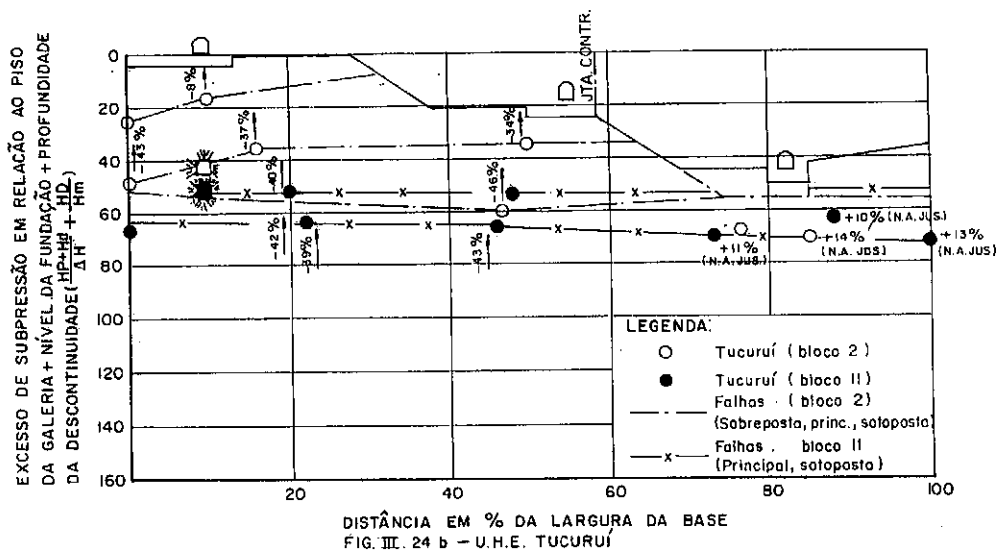 EXCESSO DE SUBPRESSÃO EM RELAÇÃO AO PISO
DA GALERIA + NÍVEL DA FUNDAÇÃO + PROFUNDIDADE
DA DESCONTINUIDADE ( HP+Hd / ΔH + HD / Hm )
JTA. CONTR.
0
20
40
60
80
100
120
140
160
-8%
-43%
-37%
-34%
-40%
-46%
-42%
-39%
-43%
+10% (N.A. JUS.)
+11%
(N.A. JUS.)
+14%
(N.A. JUS.)
+13%
(N.A. JUS)
LEGENDA:
Tucuruí ( bloco 2 )
Tucuruí ( bloco 11 )
Falhas . ( bloco 2 )
(Sobreposta, princ., sotoposta)
Falhas . bloco 11
(Principal, sotoposta)
20
40
60
80
100
DISTÂNCIA EM % DA LARGURA DA BASE
FIG. III. 24 b - U.H.E. TUCURUÍ